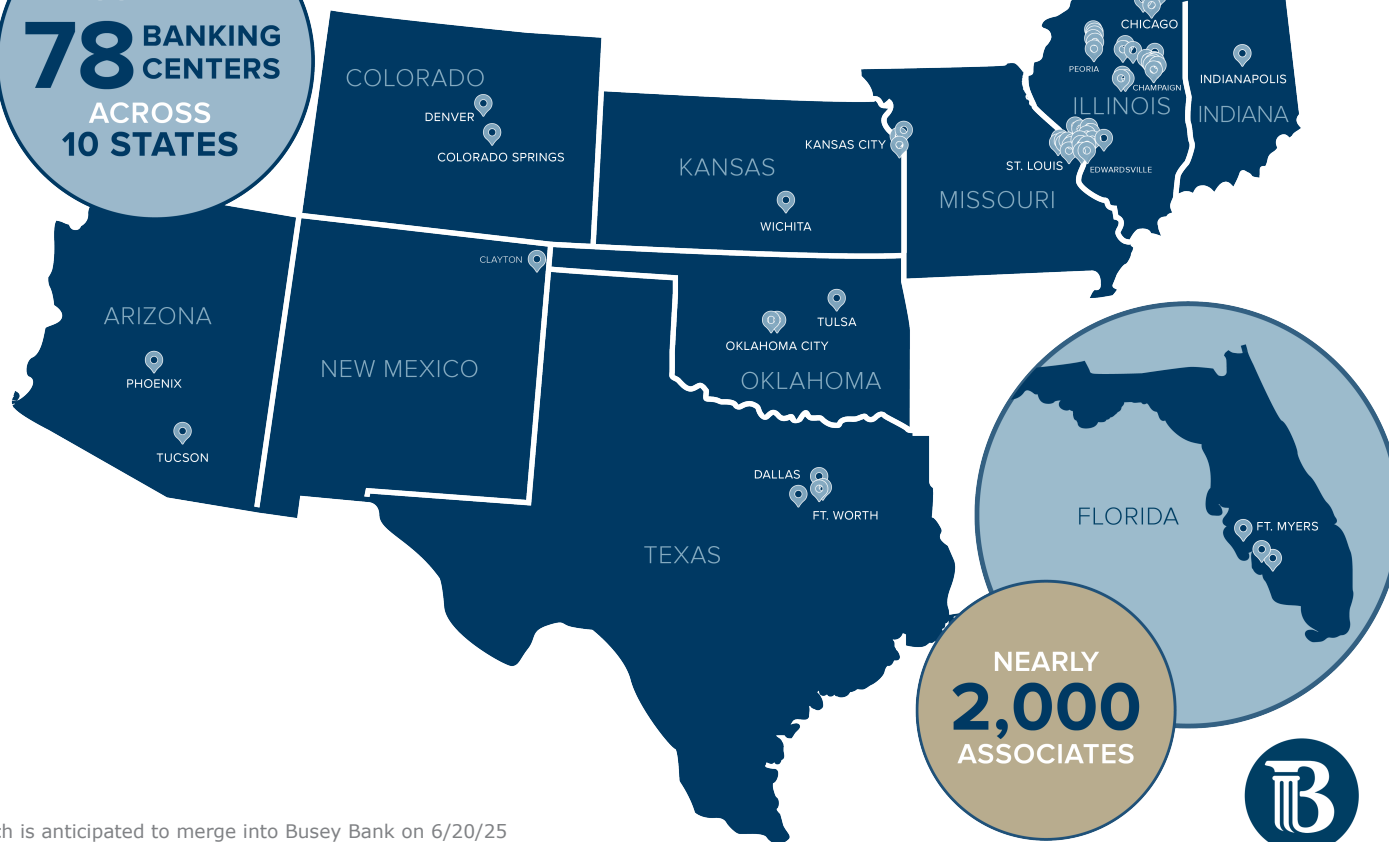 78 BANKING
CENTERS
ACROSS
10 STATES
COLORADO
DENVER
COLORADO SPRINGS
KANSAS
KANSAS CITY
WICHITA
MISSOURI
ST. LOUIS
CHICAGO
PEORIA
CHAMPAIGN
ILLINOIS
EDWARDSVILLE
INDIANAPOLIS
INDIANA
ARIZONA
PHOENIX
TUCSON
CLAYTON
NEW MEXICO
TULSA
OKLAHOMA CITY
OKLAHOMA
DALLAS
FT. WORTH
TEXAS
FLORIDA
FT. MYERS
NEARLY
2,000
ASSOCIATES
B
is anticipated to merge into Busey Bank on 6/20/25